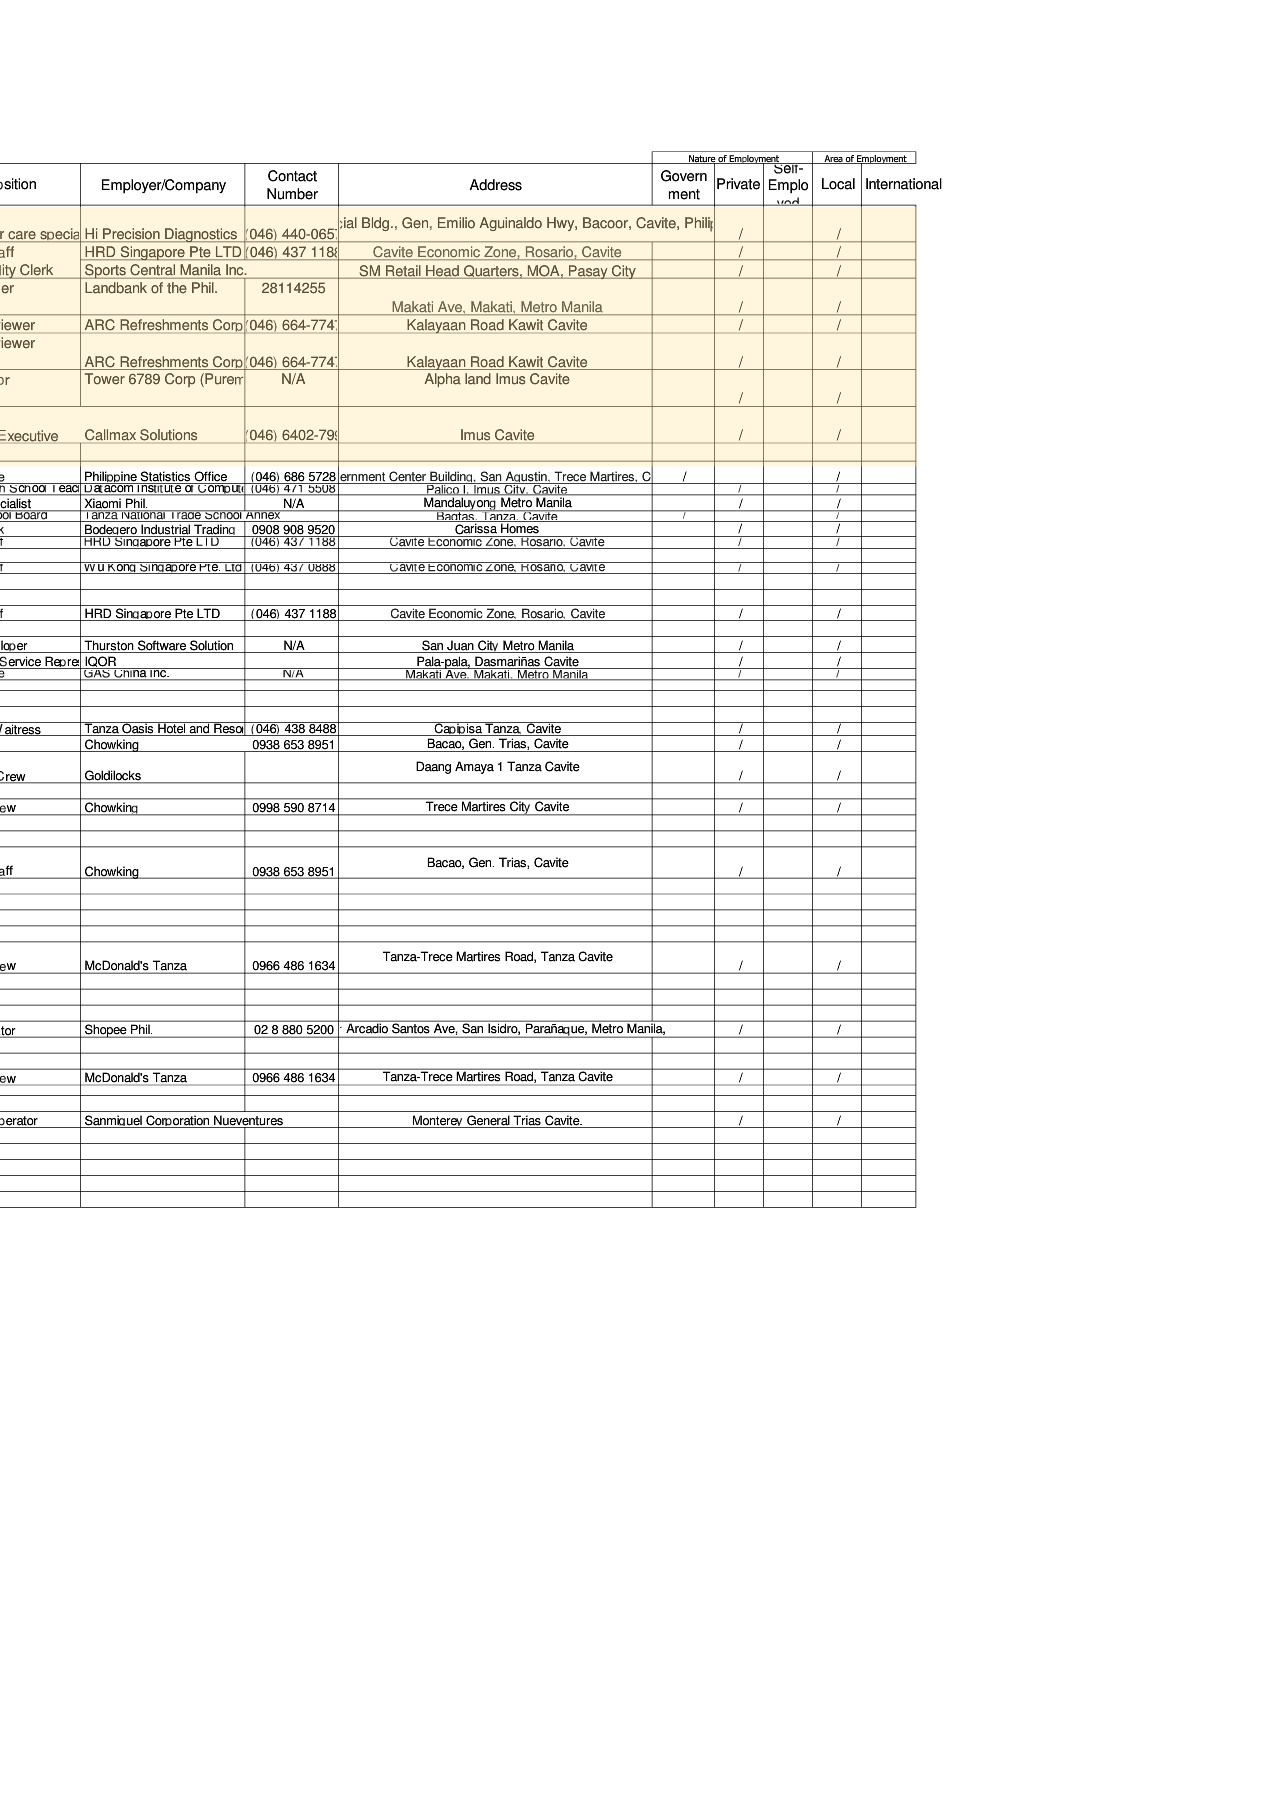 Nature of Employment Area of Employment
osition Employer/Company Contact Number Address Govern ment Private Self-Emplo yed Local International
r care specia Hi Precision Diagnostics (046) 440-065 cial Bldg., Gen, Emilio Aguinaldo Hwy, Bacoor, Cavite, Philip / /
aff HRD Singapore Pte LTD (046) 437 118 Cavite Economic Zone, Rosario, Cavite / /
lity Clerk Sports Central Manila Inc. SM Retail Head Quarters, MOA, Pasay City / /
er Landbank of the Phil. 28114255 Makati Ave, Makati, Metro Manila / /
iewer ARC Refreshments Corp (046) 664-774 Kalayaan Road Kawit Cavite / /
iewer ARC Refreshments Corp (046) 664-774 Kalayaan Road Kawit Cavite / /
or Tower 6789 Corp (Purem N/A Alpha land Imus Cavite / /
Executive Callmax Solutions (046) 6402-79 Imus Cavite / /
e Philippine Statistics Office (046) 686 5728 ernment Center Building, San Agustin, Trece Martires, C / /
h School Teac Datacom Institute of Comput (046) 471 5508 Palico I, Imus City, Cavite / /
cialist Xiaomi Phil. N/A Mandaluyong Metro Manila / /
ool Board Tanza National Trade School Annex Bagtas, Tanza, Cavite / /
k Bodegero Industrial Trading 0908 908 9520 Carissa Homes / /
f HRD Singapore Pte LTD (046) 437 1188 Cavite Economic Zone, Rosario, Cavite / /
f Wu Kong Singapore Pte. Ltd (046) 437 0888 Cavite Economic Zone, Rosario, Cavite / /
f HRD Singapore Pte LTD (046) 437 1188 Cavite Economic Zone, Rosario, Cavite / /
loper Thurston Software Solution N/A San Juan City Metro Manila / /
Service Repre IQOR Pala-pala, Dasmariñas Cavite / /
e GAS China Inc. N/A Makati Ave, Makati, Metro Manila / /
aitress Tanza Oasis Hotel and Reso (046) 438 8488 Capipisa Tanza, Cavite / /
Chowking 0938 653 8951 Bacao, Gen. Trias, Cavite / /
Crew Goldilocks Daang Amaya 1 Tanza Cavite / /
ew Chowking 0998 590 8714 Trece Martires City Cavite / /
aff Chowking 0938 653 8951 Bacao, Gen. Trias, Cavite / /
ew McDonald's Tanza 0966 486 1634 Tanza-Trece Martires Road, Tanza Cavite / /
tor Shopee Phil. 02 8 880 5200 Arcadio Santos Ave, San Isidro, Parañaque, Metro Manila, / /
ew McDonald's Tanza 0966 486 1634 Tanza-Trece Martires Road, Tanza Cavite / /
perator Sanmiguel Corporation Nueventures Monterey General Trias Cavite. / /